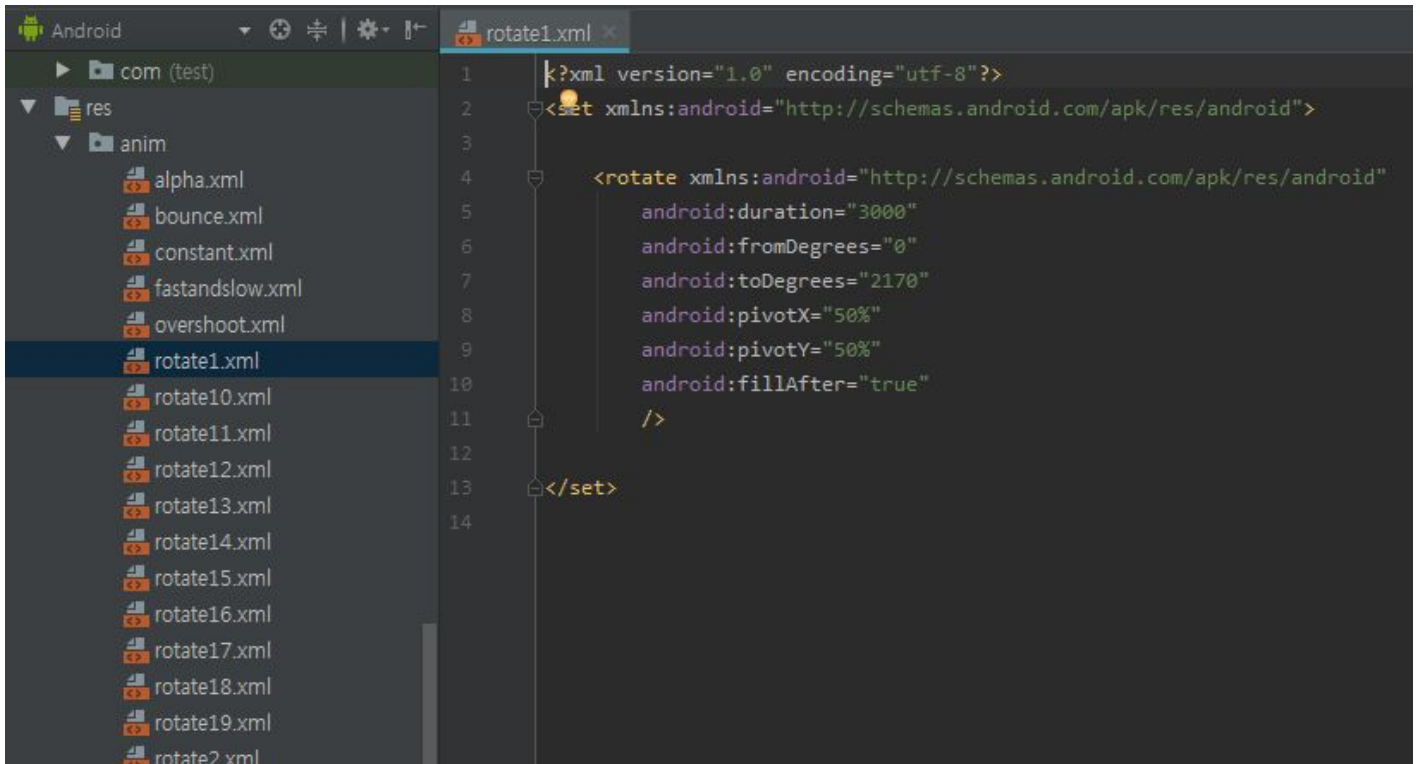 Android
com (test)
res
anim
alpha.xml
bounce.xml
constant.xml
fastandslow.xml
overshoot.xml
rotate1.xml
rotate10.xml
rotate11.xml
rotate12.xml
rotate13.xml
rotate14.xml
rotate15.xml
rotate16.xml
rotate17.xml
rotate18.xml
rotate19.xml
rotate2.xml
rotate1.xml
1 <?xml version="1.0" encoding="utf-8"?>
2 <set xmlns:android="http://schemas.android.com/apk/res/android">
3
4 <rotate xmlns:android="http://schemas.android.com/apk/res/android"
5 android:duration="3000"
6 android:fromDegrees="0"
7 android:toDegrees="2170"
8 android:pivotX="50%"
9 android:pivotY="50%"
10 android:fillAfter="true"
11 />
12
13 </set>
14